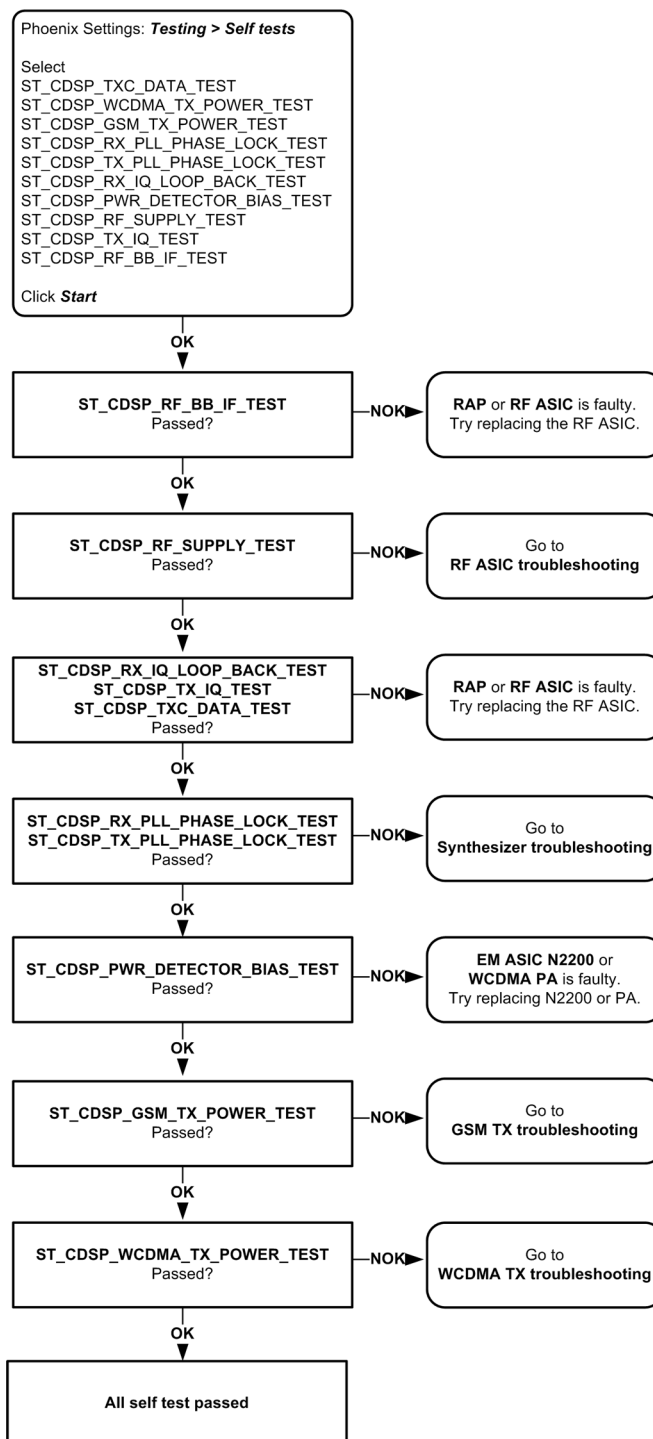 Phoenix Settings: Testing > Self tests
Select
ST_CDSP_TXC_DATA_TEST
ST_CDSP_WCDMA_TX_POWER_TEST
ST_CDSP_GSM_TX_POWER_TEST
ST_CDSP_RX_PLL_PHASE_LOCK_TEST
ST_CDSP_TX_PLL_PHASE_LOCK_TEST
ST_CDSP_RX_IQ_LOOP_BACK_TEST
ST_CDSP_PWR_DETECTOR_BIAS_TEST
ST_CDSP_RF_SUPPLY_TEST
ST_CDSP_TX_IQ_TEST
ST_CDSP_RF_BB_IF_TEST
Click Start
OK
ST_CDSP_RF_BB_IF_TEST
Passed?
NOK
RAP or RF ASIC is faulty.
Try replacing the RF ASIC.
OK
ST_CDSP_RF_SUPPLY_TEST
Passed?
NOK
Go to
RF ASIC troubleshooting
OK
ST_CDSP_RX_IQ_LOOP_BACK_TEST
ST_CDSP_TX_IQ_TEST
ST_CDSP_TXC_DATA_TEST
Passed?
NOK
RAP or RF ASIC is faulty.
Try replacing the RF ASIC.
OK
ST_CDSP_RX_PLL_PHASE_LOCK_TEST
ST_CDSP_TX_PLL_PHASE_LOCK_TEST
Passed?
NOK
Go to
Synthesizer troubleshooting
OK
ST_CDSP_PWR_DETECTOR_BIAS_TEST
Passed?
NOK
EM ASIC N2200 or
WCDMA PA is faulty.
Try replacing N2200 or PA.
OK
ST_CDSP_GSM_TX_POWER_TEST
Passed?
NOK
Go to
GSM TX troubleshooting
OK
ST_CDSP_WCDMA_TX_POWER_TEST
Passed?
NOK
Go to
WCDMA TX troubleshooting
OK
All self test passed